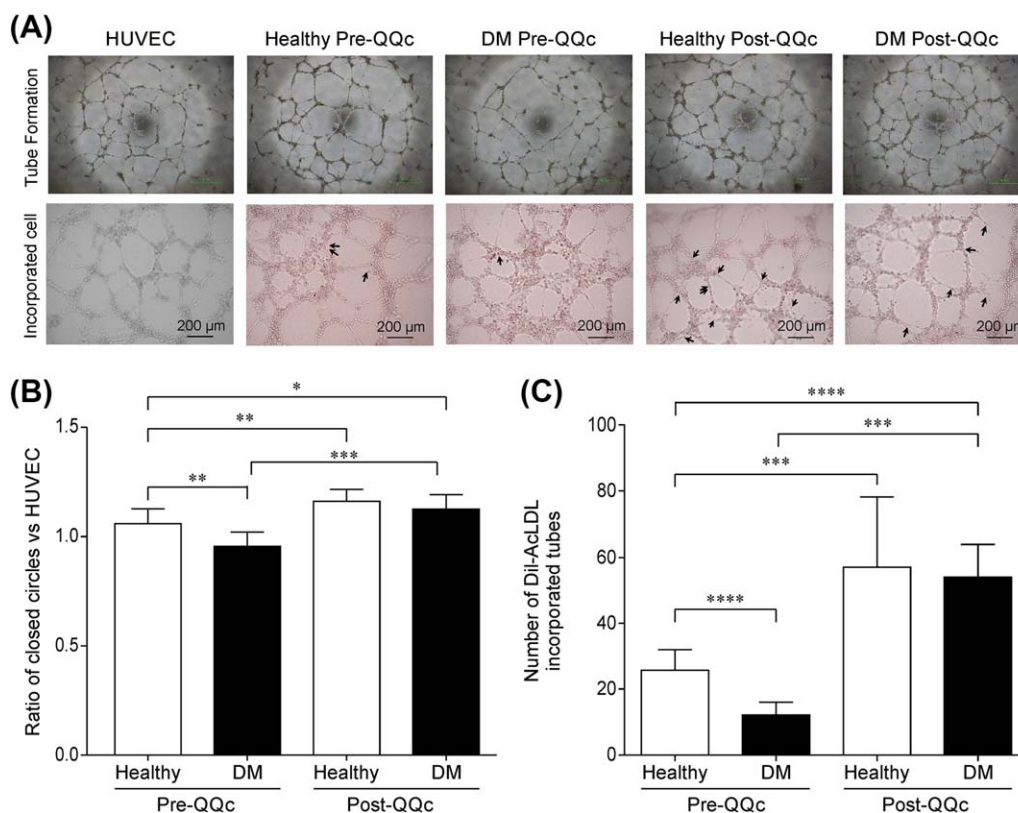 (A)
HUVEC Healthy Pre-QQc DM Pre-QQc Healthy Post-QQc DM Post-QQc
Tube Formation
Incorporated cell
200 µm 200 µm 200 µm 200 µm 200 µm
(B)
Ratio of closed circles vs HUVEC
1.5
1.0
0.5
0.0
*
**
***
**
Healthy DM Healthy DM
Pre-QQc Post-QQc
(C)
Number of Dil-AcLDL
incorporated tubes
100
80
60
40
20
0
****
***
***
****
Healthy DM Healthy DM
Pre-QQc Post-QQc